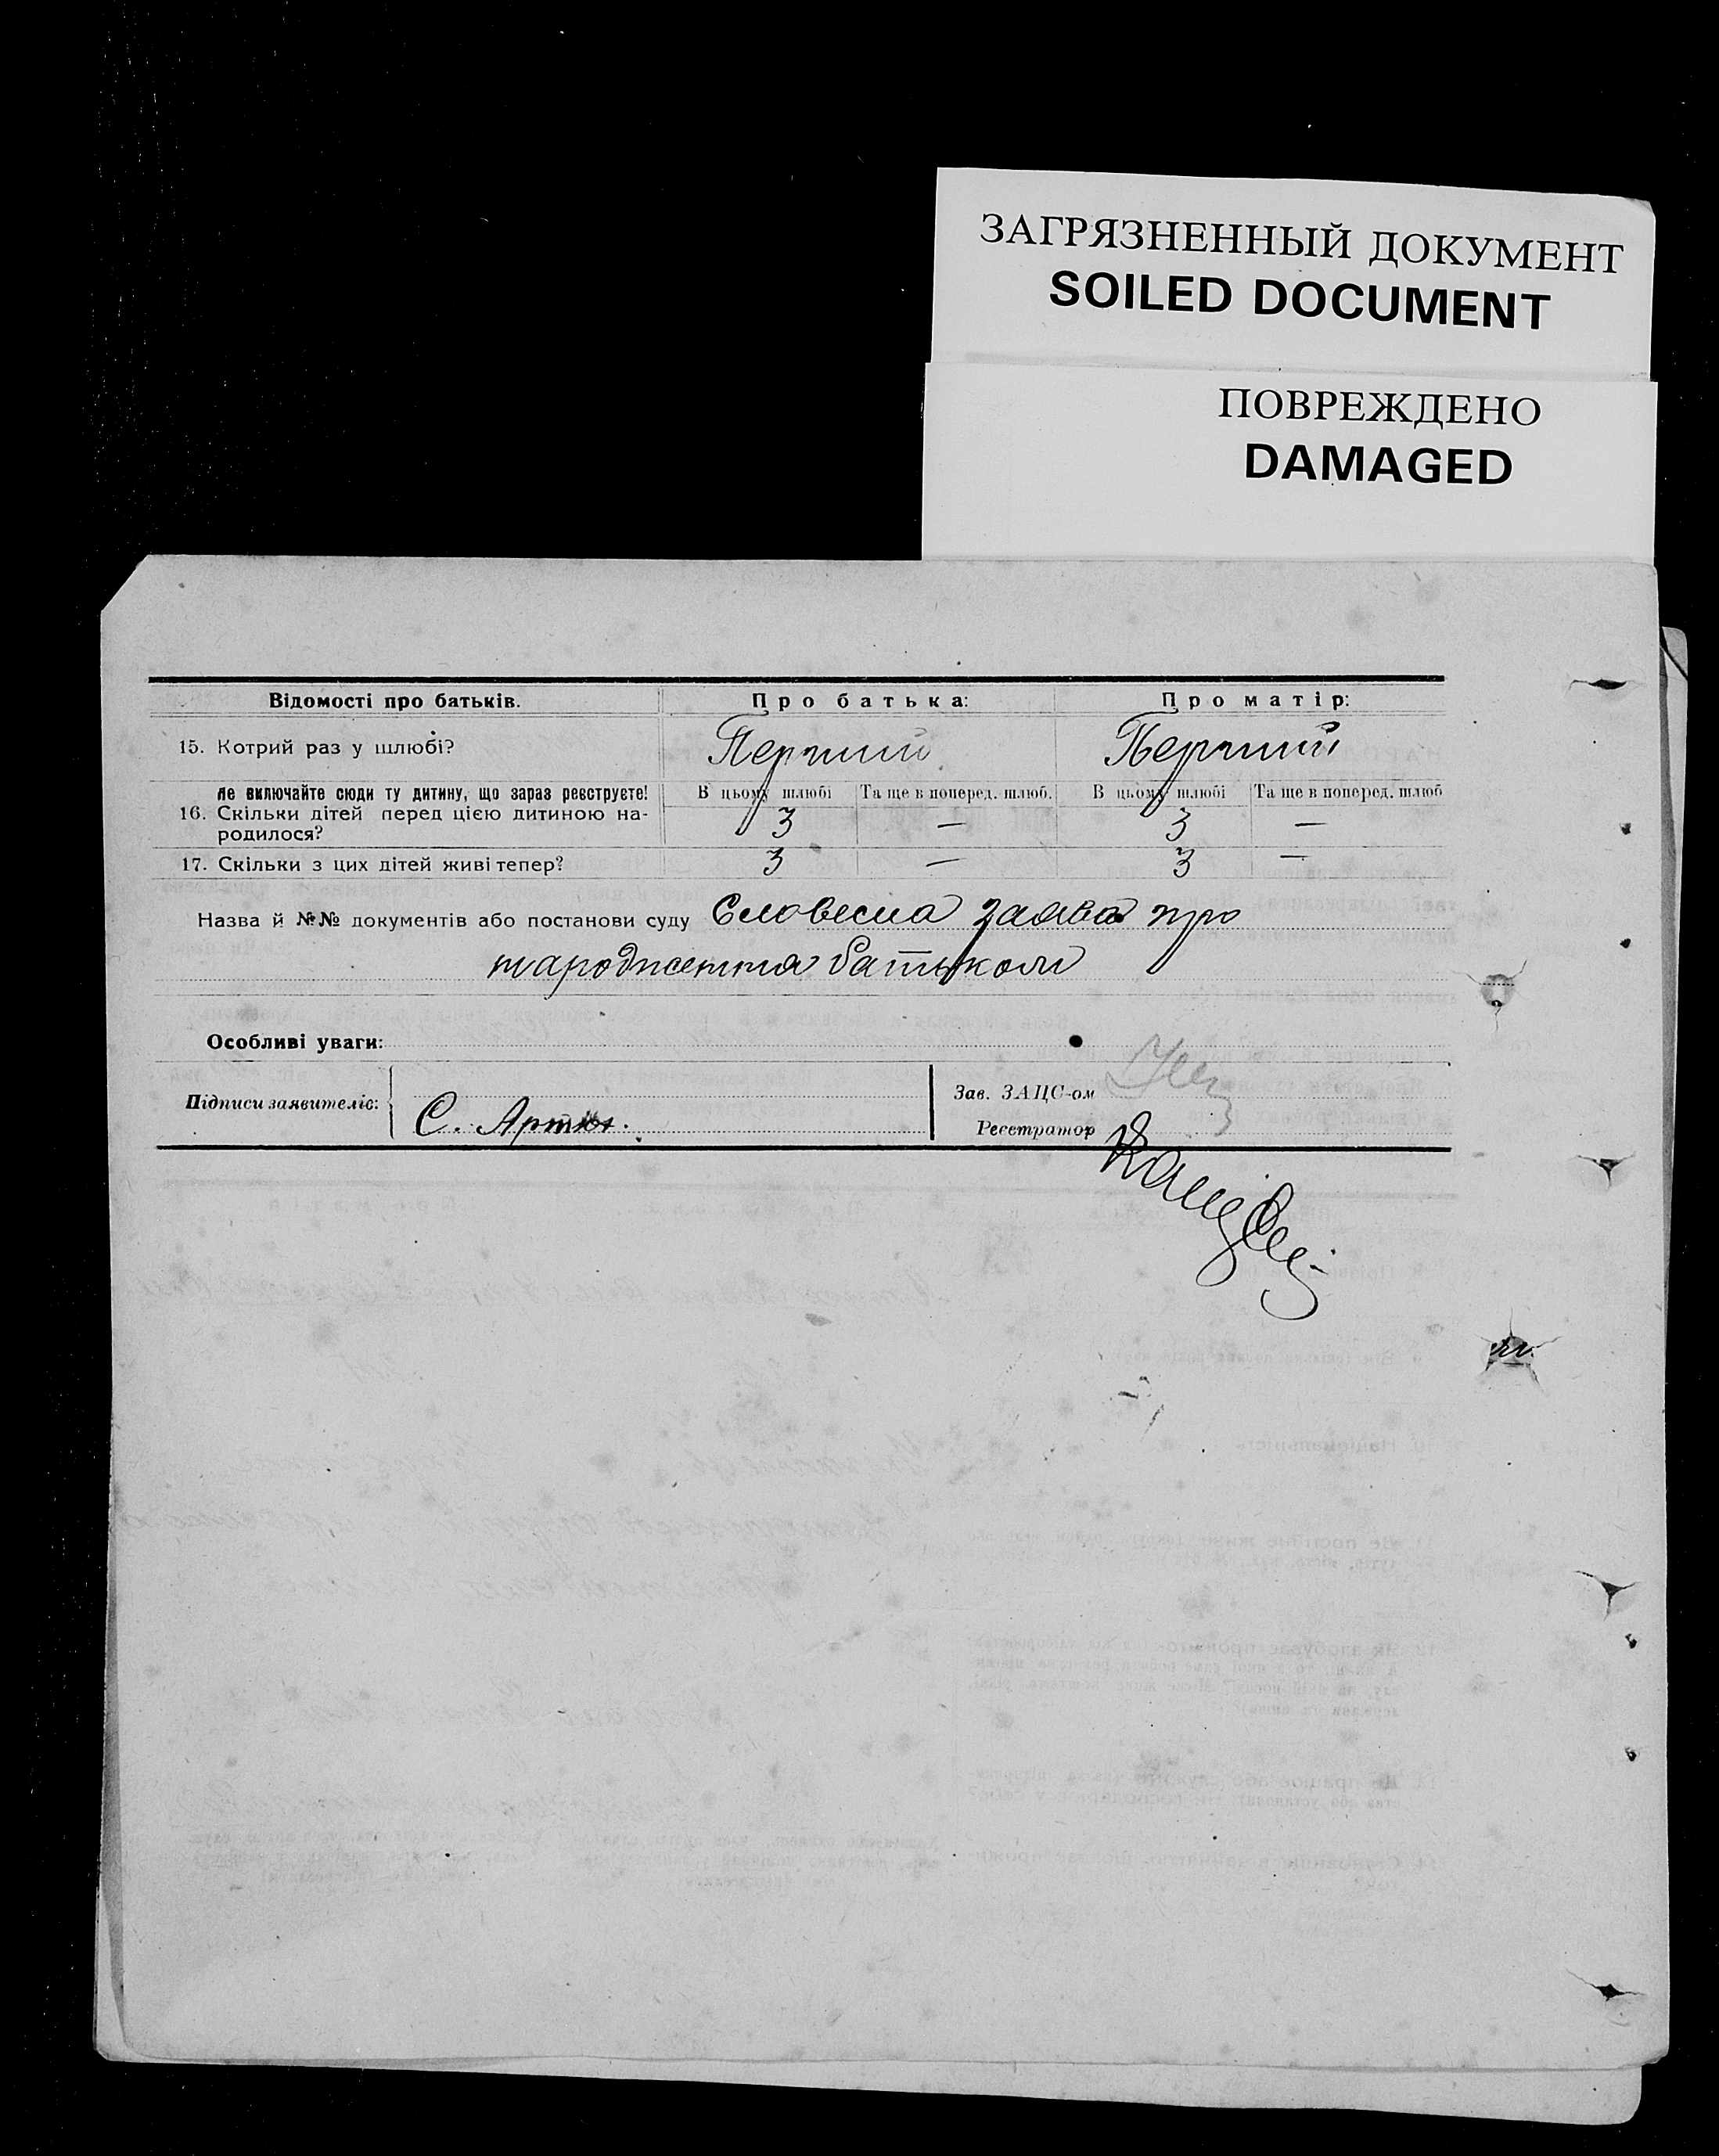 ЗАГРЯЗНЕННЫЙ ДОКУМЕНТ
SOILED DOCUMENT
ПОВРЕЖДЕНО
DAMAGED
Відомості про батьків. Про батька: Про матір:
15. Котрий раз у шлюбі? Перший Перший
Не включайте сюди ту дитину, що зараз реєструєте! В цьому шлюбі Та ще в поперед. шлюб. В цьому шлюбі Та ще в поперед. шлюб
16. Скільки дітей перед цією дитиною на- 3 — 3 —
родилося?
17. Скільки з цих дітей живі тепер? 3 — 3 —
Назва й №№ документів або постанови суду Словесна заява про
народження батьком
Особливі уваги:
Зав. ЗАЦС-ом
Підписи заявителів: С.
Реєстратор